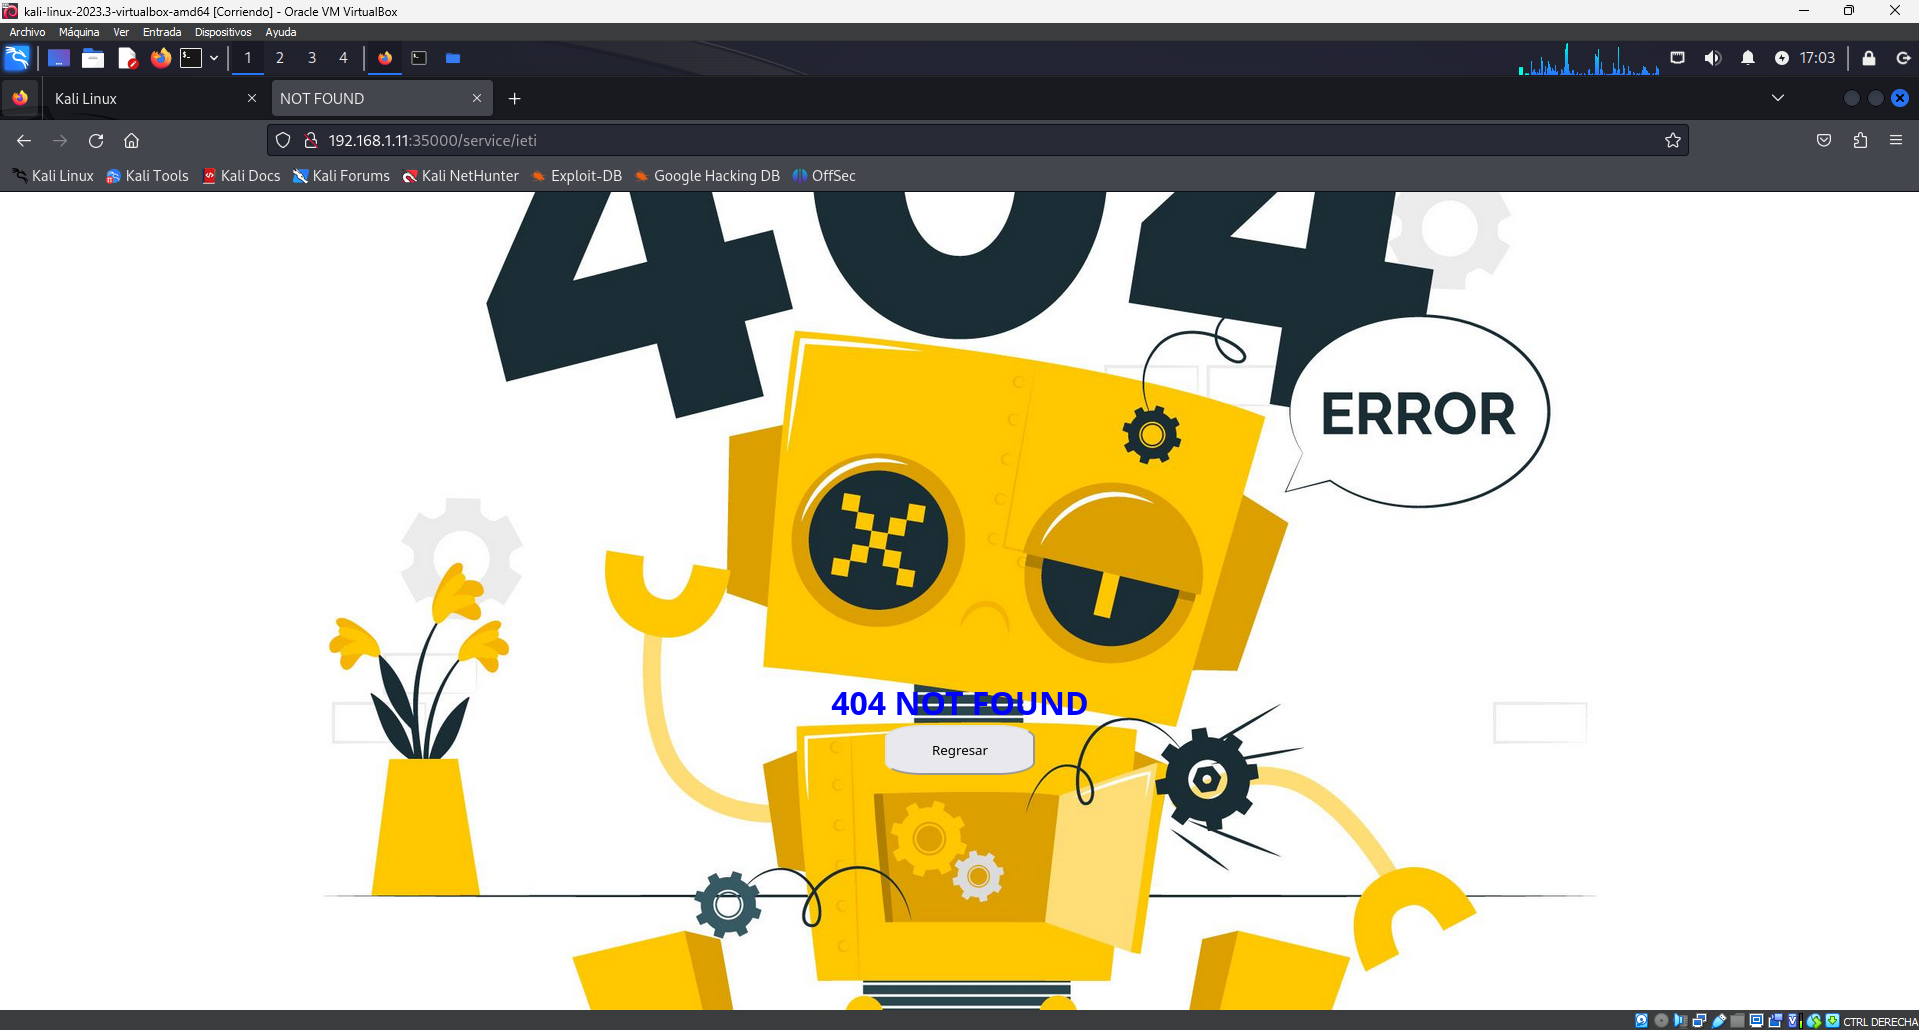 kali-linux-2023.3-virtualbox-amd64 [Corriendo] - Oracle VM VirtualBox
Archivo Máquina Ver Entrada Dispositivos Ayuda
1 2 3 4 17:03
Kali Linux NOT FOUND
192.168.1.11:35000/service/ieti
Kali Linux Kali Tools Kali Docs Kali Forums Kali NetHunter Exploit-DB Google Hacking DB OffSec
404
ERROR
404 NOT FOUND
Regresar
CTRL DERECHA